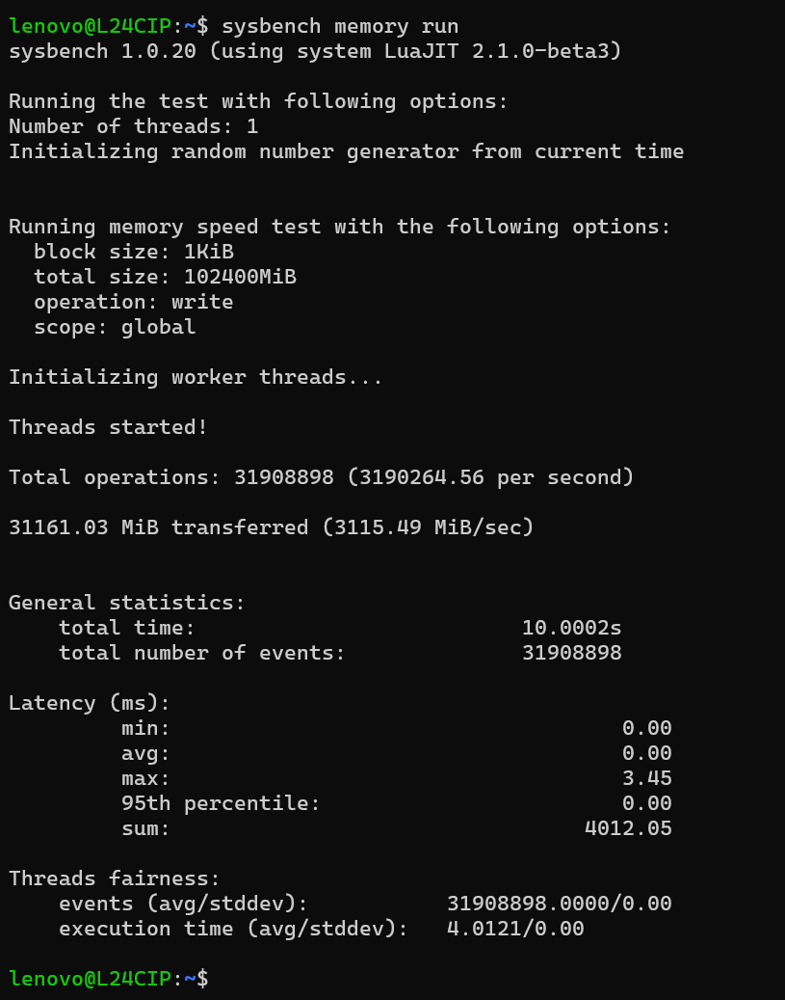 lenovo@L24CIP:~$ sysbench memory run
sysbench 1.0.20 (using system LuaJIT 2.1.0-beta3)
Running the test with following options:
Number of threads: 1
Initializing random number generator from current time
Running memory speed test with the following options:
block size: 1KiB
total size: 102400MiB
operation: write
scope: global
Initializing worker threads...
Threads started!
Total operations: 31908898 (3190264.56 per second)
31161.03 MiB transferred (3115.49 MiB/sec)
General statistics:
total time: 10.0002s
total number of events: 31908898
Latency (ms):
min: 0.00
avg: 0.00
max: 3.45
95th percentile: 0.00
sum: 4012.05
Threads fairness:
events (avg/stddev): 31908898.0000/0.00
execution time (avg/stddev): 4.0121/0.00
lenovo@L24CIP:~$